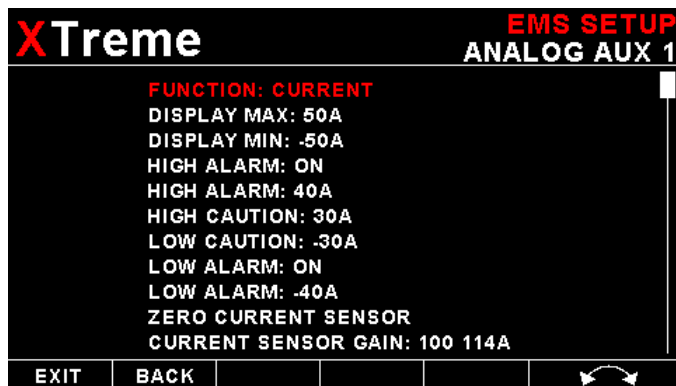 XTreme
EMS SETUP
ANALOG AUX 1
FUNCTION: CURRENT
DISPLAY MAX: 50A
DISPLAY MIN: -50A
HIGH ALARM: ON
HIGH ALARM: 40A
HIGH CAUTION: 30A
LOW CAUTION: -30A
LOW ALARM: ON
LOW ALARM: -40A
ZERO CURRENT SENSOR
CURRENT SENSOR GAIN: 100 114A
EXIT BACK